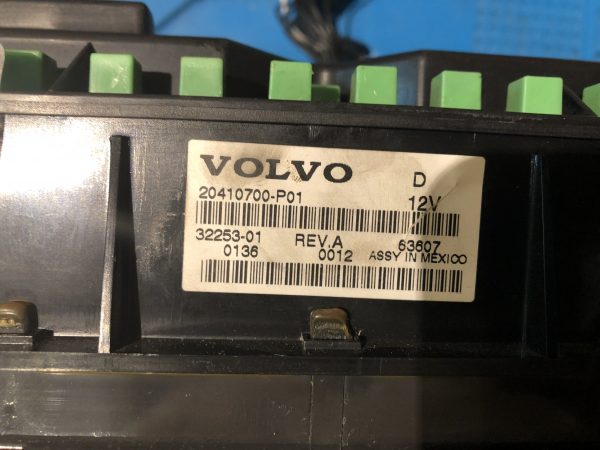 VOLVO D
20410700-P01 12V
32253-01 REV.A 63607
0136 0012 ASSY IN MEXICO